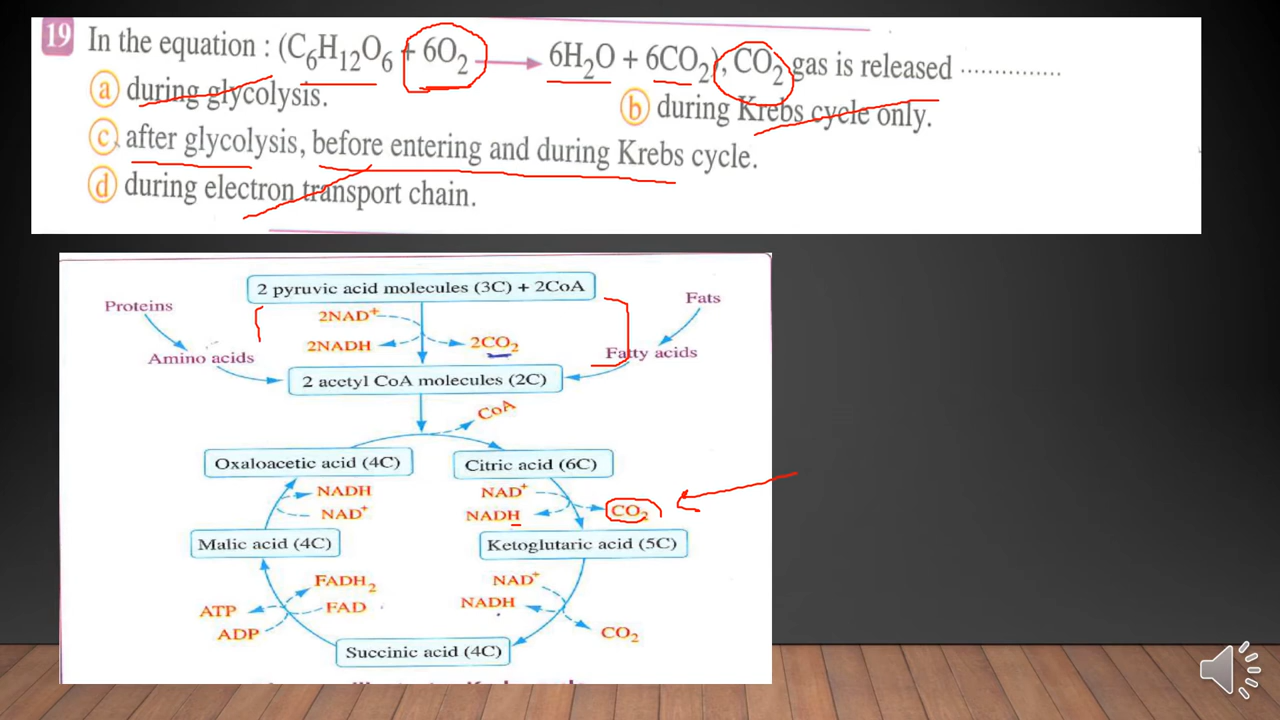 19 In the equation : (C₆H₁₂O₆ + 6O₂ → 6H₂O + 6CO₂), CO₂ gas is released ...............
a during glycolysis.
b during Krebs cycle only.
c after glycolysis, before entering and during Krebs cycle.
d during electron transport chain.
2 pyruvic acid molecules (3C) + 2CoA
Proteins
Fats
2NAD⁺
2NADH
2CO₂
Amino acids
Fatty acids
2 acetyl CoA molecules (2C)
CoA
Oxaloacetic acid (4C)
Citric acid (6C)
NADH
NAD⁺
NAD⁺
NADH
CO₂
Malic acid (4C)
Ketoglutaric acid (5C)
FADH₂
FAD
ATP
ADP
NAD⁺
NADH
CO₂
Succinic acid (4C)